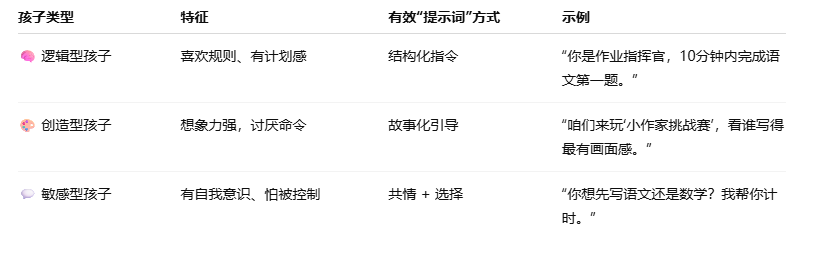 孩子类型 特征 有效“提示词”方式 示例
🧠 逻辑型孩子 喜欢规则、有计划感 结构化指令 “你是作业指挥官，10分钟内完成语
文第一题。”
🎨 创造型孩子 想象力强，讨厌命令 故事化引导 “咱们来玩‘小作家挑战赛’，看谁写得
最有画面感。”
💬 敏感型孩子 有自我意识、怕被控制 共情 + 选择 “你想先写语文还是数学？我帮你计
时。”